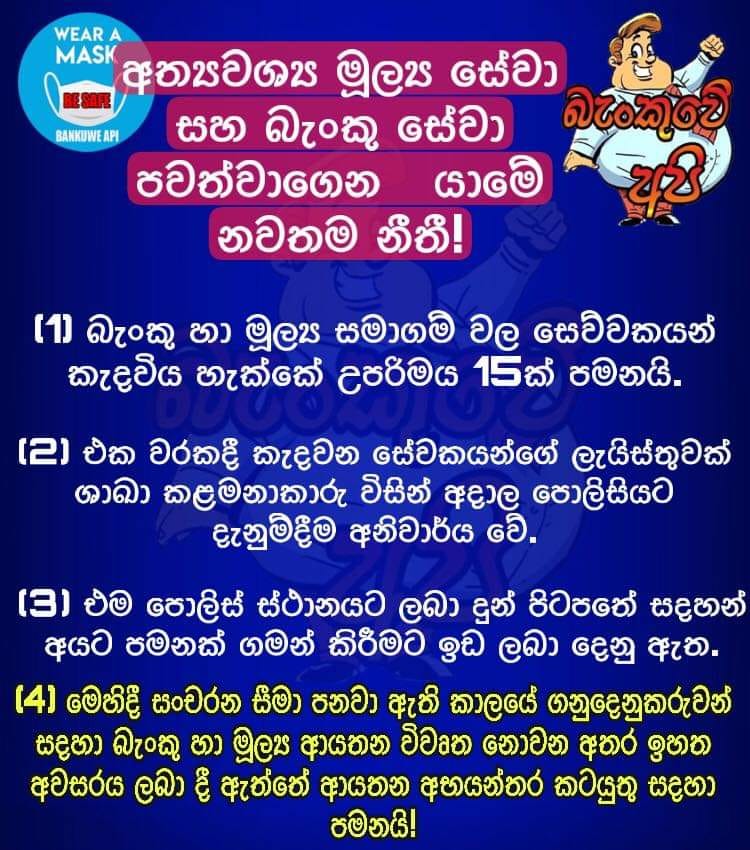 WEAR A
MASK
BE SAFE
BANKUWE API
අත්‍යවශ්‍ය මූල්‍ය සේවා
සහ බැංකු සේවා
පවත්වාගෙන යාමේ
නවතම නීතී!
බැංකුවේ
අපි
(1) බැංකු හා මූල්‍ය සමාගම් වල සෙව්වකයන්
කැදවිය හැක්කේ උපරිමය 15ක් පමනයි.
(2) එක වරකදී කැදවන සේවකයන්ගේ ලැයිස්තුවක්
ශාඛා කළමනාකාරු විසින් අදාල පොලිසියට
දැනුම්දීම අනිවාර්ය වේ.
(3) එම පොලිස් ස්ථානයට ලබා දුන් පිටපතේ සදහන්
අයට පමනක් ගමන් කිරීමට ඉඩ ලබා දෙනු ඇත.
(4) මෙහිදී සංචරන සීමා පනවා ඇති කාලයේ ගනුදෙනුකරුවන්
සදහා බැංකු හා මූල්‍ය ආයතන විවෘත නොවන අතර ඉහත
අවසරය ලබා දී ඇත්තේ ආයතන අභයන්තර කටයුතු සදහා
පමනයි!